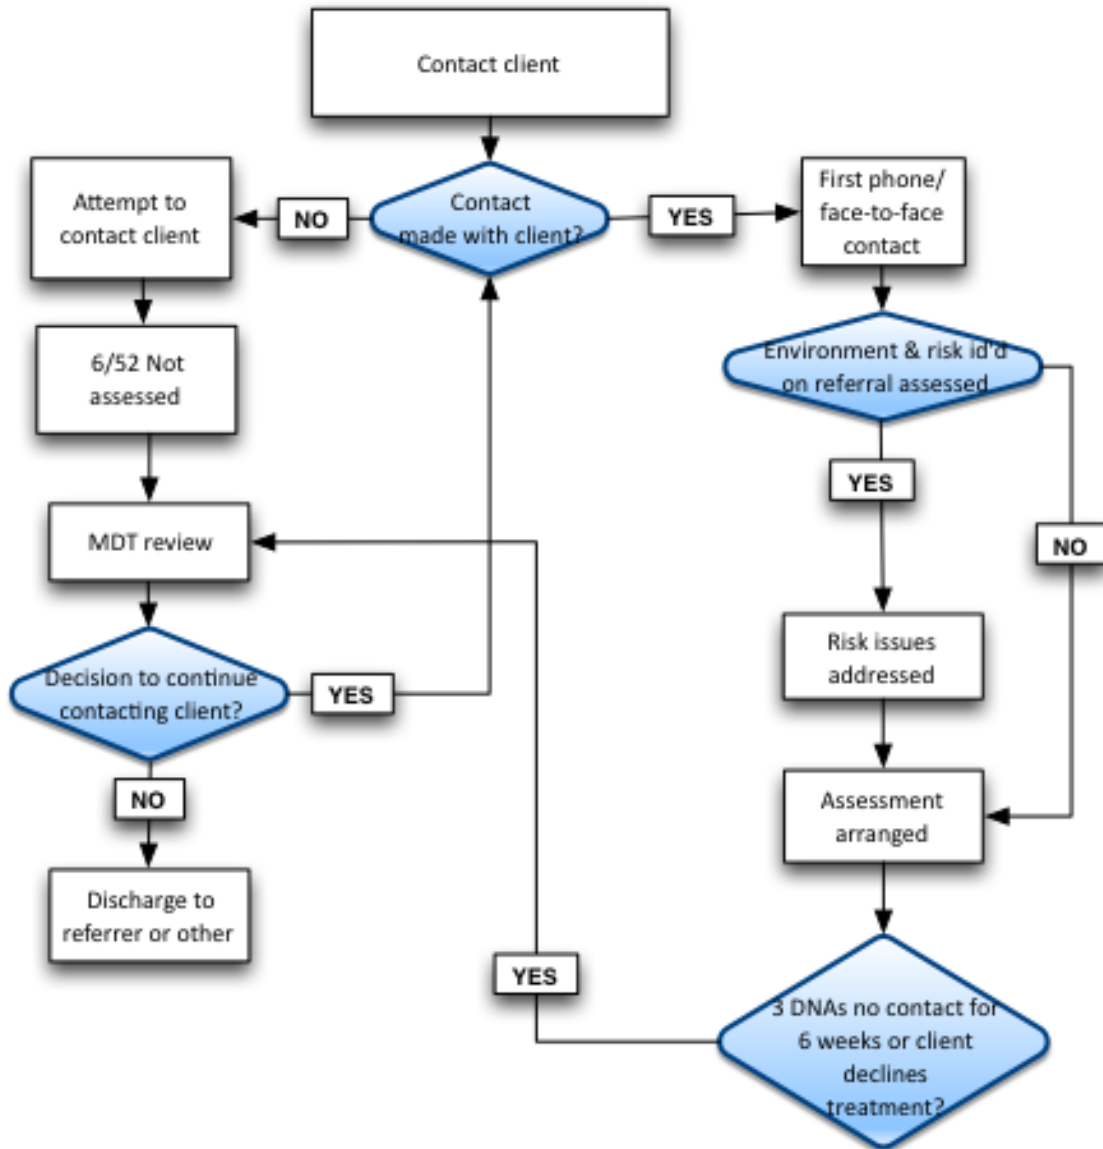 Contact client
Attempt to
contact client
NO
Contact
made with client?
YES
First phone/
face-to-face
contact
6/52 Not
assessed
Environment & risk id'd
on referral assessed
YES
NO
MDT review
Risk issues
addressed
Decision to continue
contacting client?
YES
NO
Assessment
arranged
Discharge to
referrer or other
YES
3 DNAs no contact for
6 weeks or client
declines
treatment?